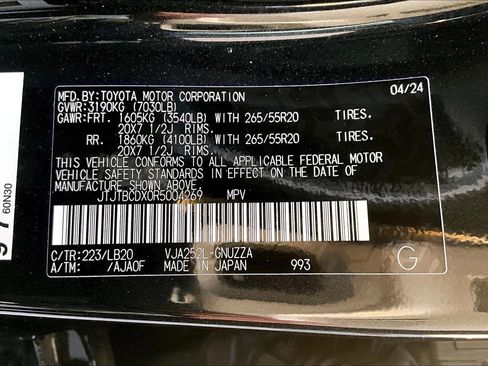 MFD.BY:TOYOTA MOTOR CORPORATION 04/24
GVWR:3190KG (7030LB)
GAWR:FRT. 1605KG (3540LB) WITH 265/55R20 TIRES.
20X7 1/2J RIMS.
RR. 1860KG (4100LB) WITH 265/55R20 TIRES.
20X7 1/2J RIMS.
THIS VEHICLE CONFORMS TO ALL APPLICABLE FEDERAL MOTOR
VEHICLE SAFETY STANDARDS IN EFFECT ON THE DATE OF
MANUFACTURE SHOWN ABOVE.
JTJTBCDX0R5004269 MPV
C/TR:223/LB20 VJA252L-GNUZZA
A/TM: /AJA0F MADE IN JAPAN 993
G
60N30